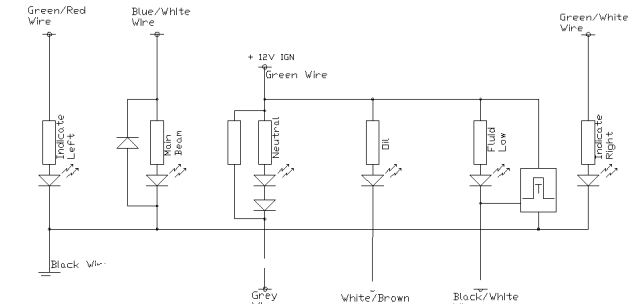 Green/Red
Wire
Blue/White
Wire
+ 12V IGN
Green Wire
Green/White
Wire
Indicate
Left
Main
Beam
Neutral
Oil
Fluid
Low
T
Indicate
Right
Black
Grey
White/Brown
Black/White